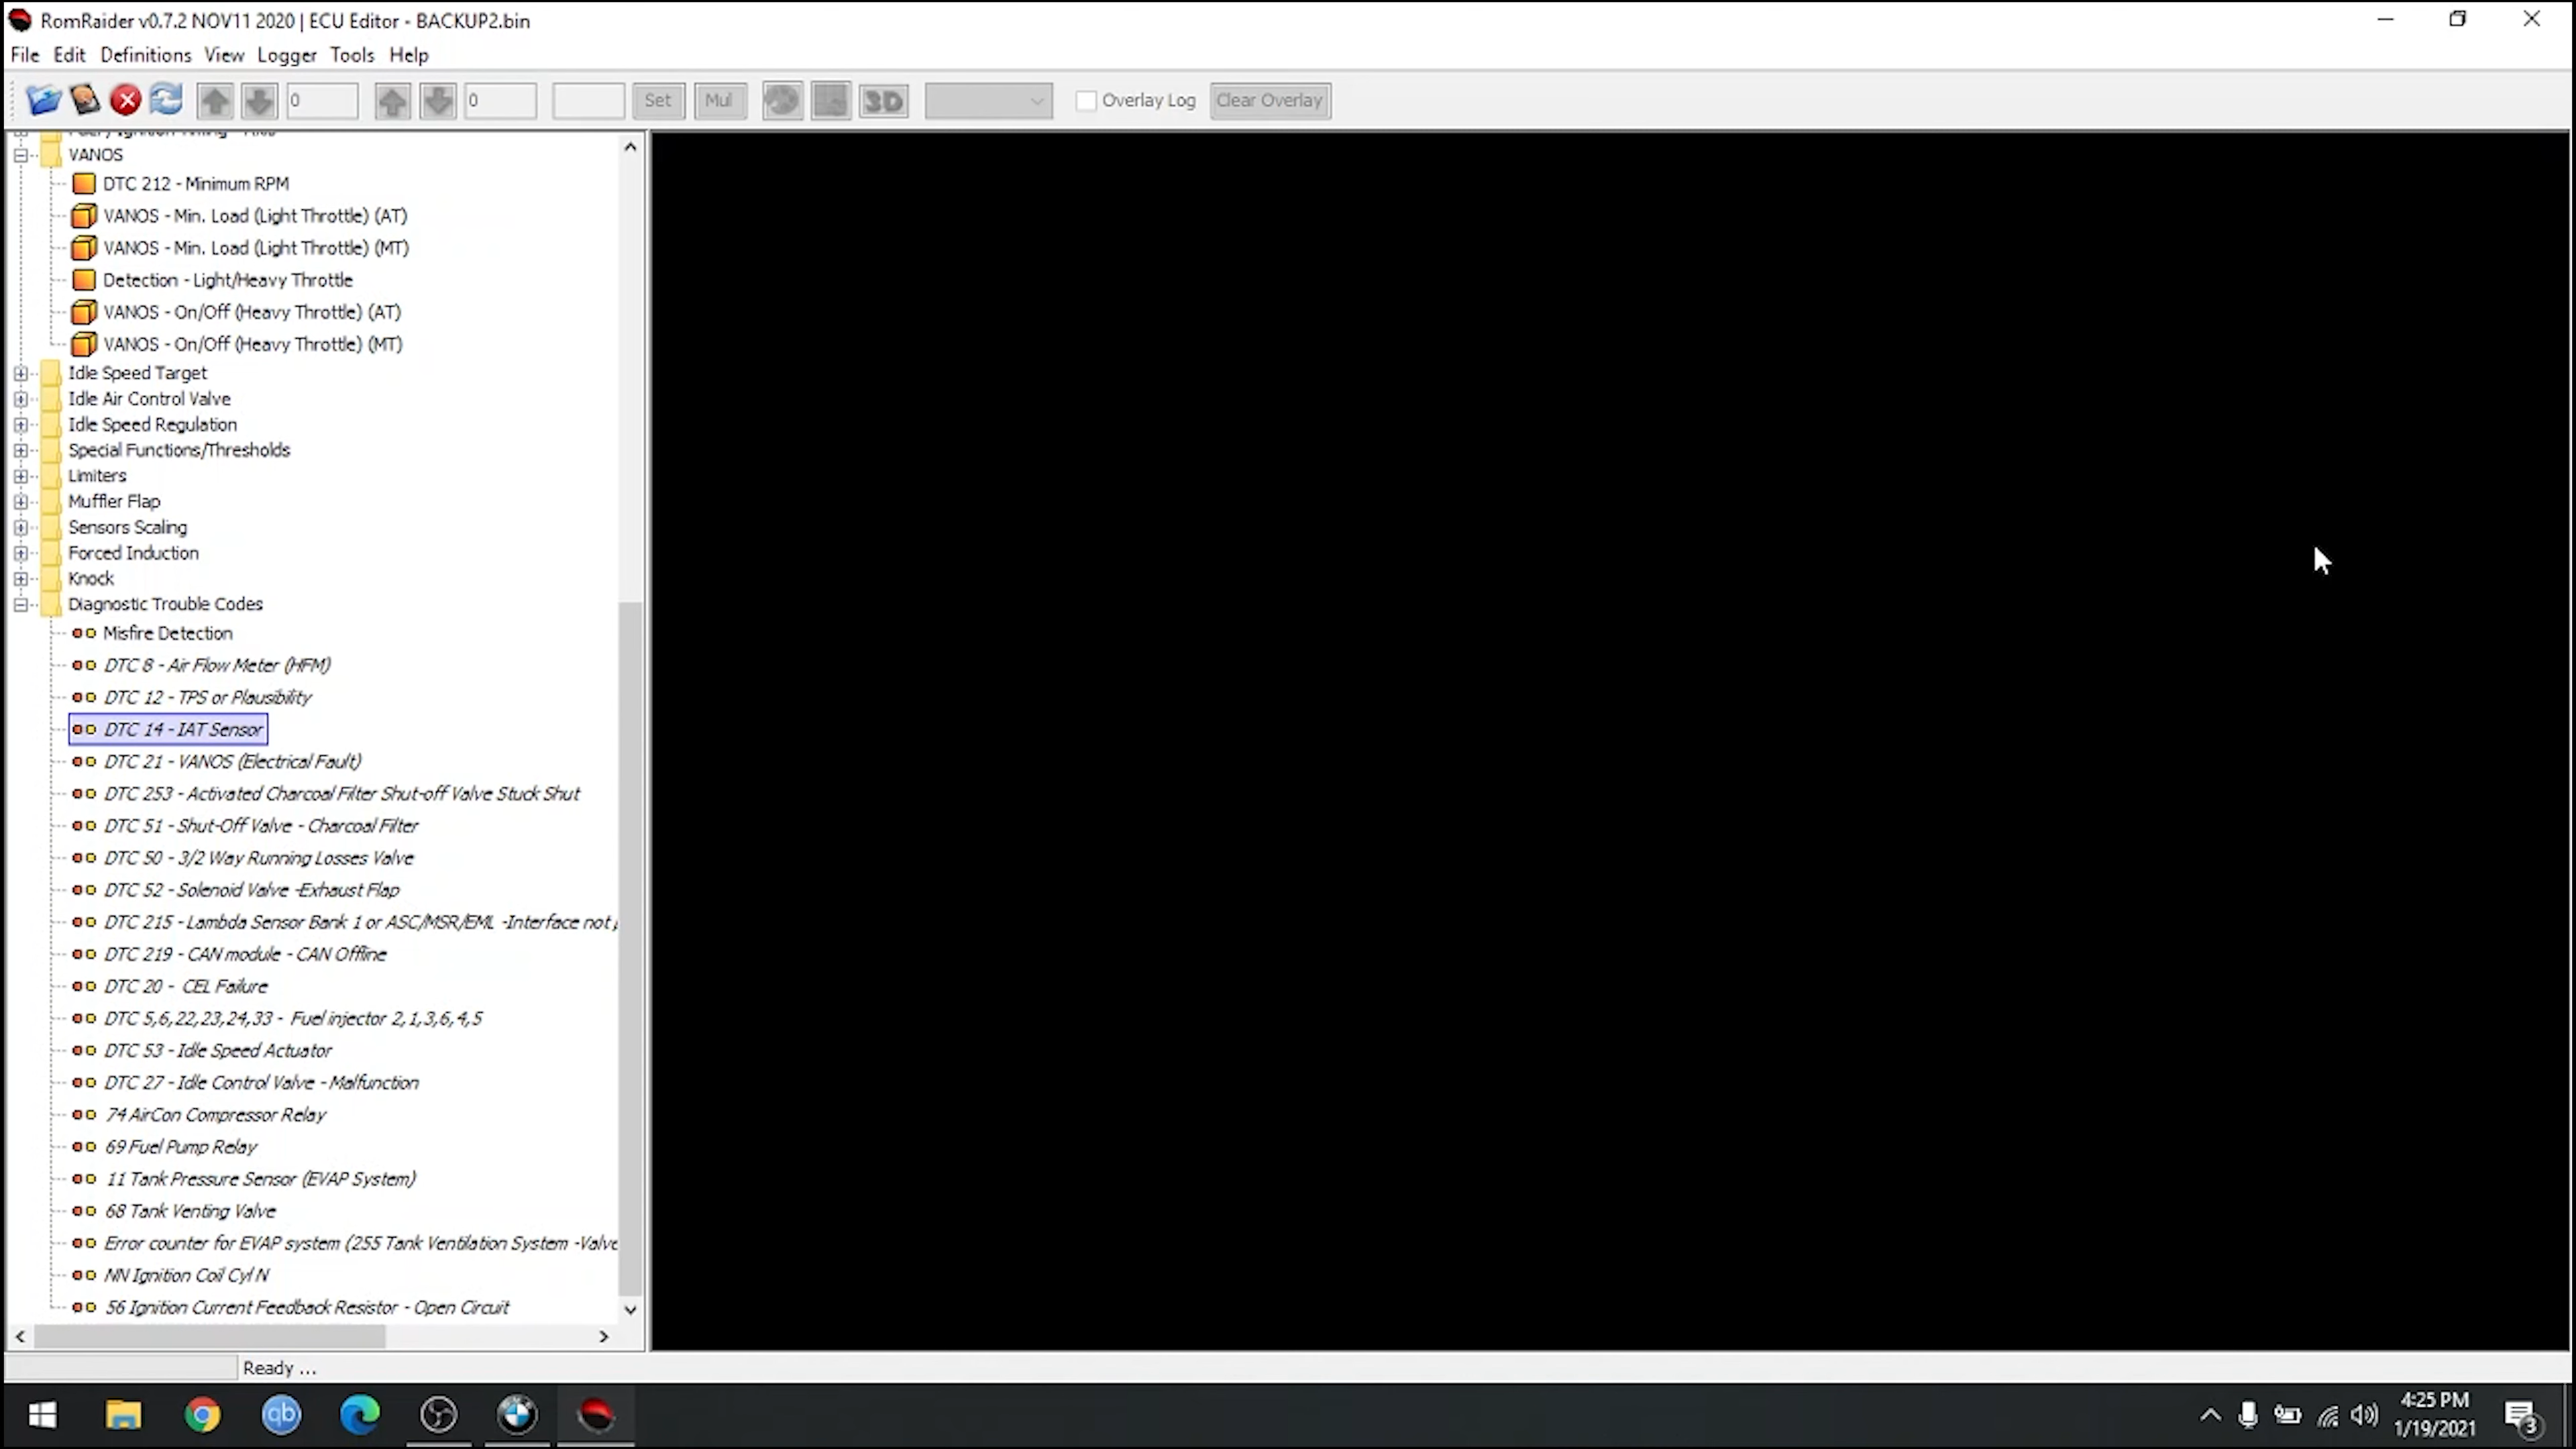 RomRaider v0.7.2 NOV11 2020 | ECU Editor - BACKUP2.bin
File Edit Definitions View Logger Tools Help
0 0 Set Mul 3D Overlay Log Clear Overlay
VANOS
DTC 212 - Minimum RPM
VANOS - Min. Load (Light Throttle) (AT)
VANOS - Min. Load (Light Throttle) (MT)
Detection - Light/Heavy Throttle
VANOS - On/Off (Heavy Throttle) (AT)
VANOS - On/Off (Heavy Throttle) (MT)
Idle Speed Target
Idle Air Control Valve
Idle Speed Regulation
Special Functions/Thresholds
Limiters
Muffler Flap
Sensors Scaling
Forced Induction
Knock
Diagnostic Trouble Codes
Misfire Detection
DTC 8 - Air Flow Meter (HFM)
DTC 12 - TPS or Plausibility
DTC 14 - IAT Sensor
DTC 21 - VANOS (Electrical Fault)
DTC 253 - Activated Charcoal Filter Shut-off Valve Stuck Shut
DTC 51 - Shut-Off Valve - Charcoal Filter
DTC 50 - 3/2 Way Running Losses Valve
DTC 52 - Solenoid Valve -Exhaust Flap
DTC 215 - Lambda Sensor Bank 1 or ASC/MSR/EML -Interface not
DTC 219 - CAN module - CAN Offline
DTC 20 - CEL Failure
DTC 5,6,22,23,24,33 - Fuel injector 2,1,3,6,4,5
DTC 53 - Idle Speed Actuator
DTC 27 - Idle Control Valve - Malfunction
74 AirCon Compressor Relay
69 Fuel Pump Relay
11 Tank Pressure Sensor (EVAP System)
68 Tank Venting Valve
Error counter for EVAP system (255 Tank Ventilation System -Valve
NN Ignition Coil Cyl N
56 Ignition Current Feedback Resistor - Open Circuit
Ready ...
qb
4:25 PM
1/19/2021
3